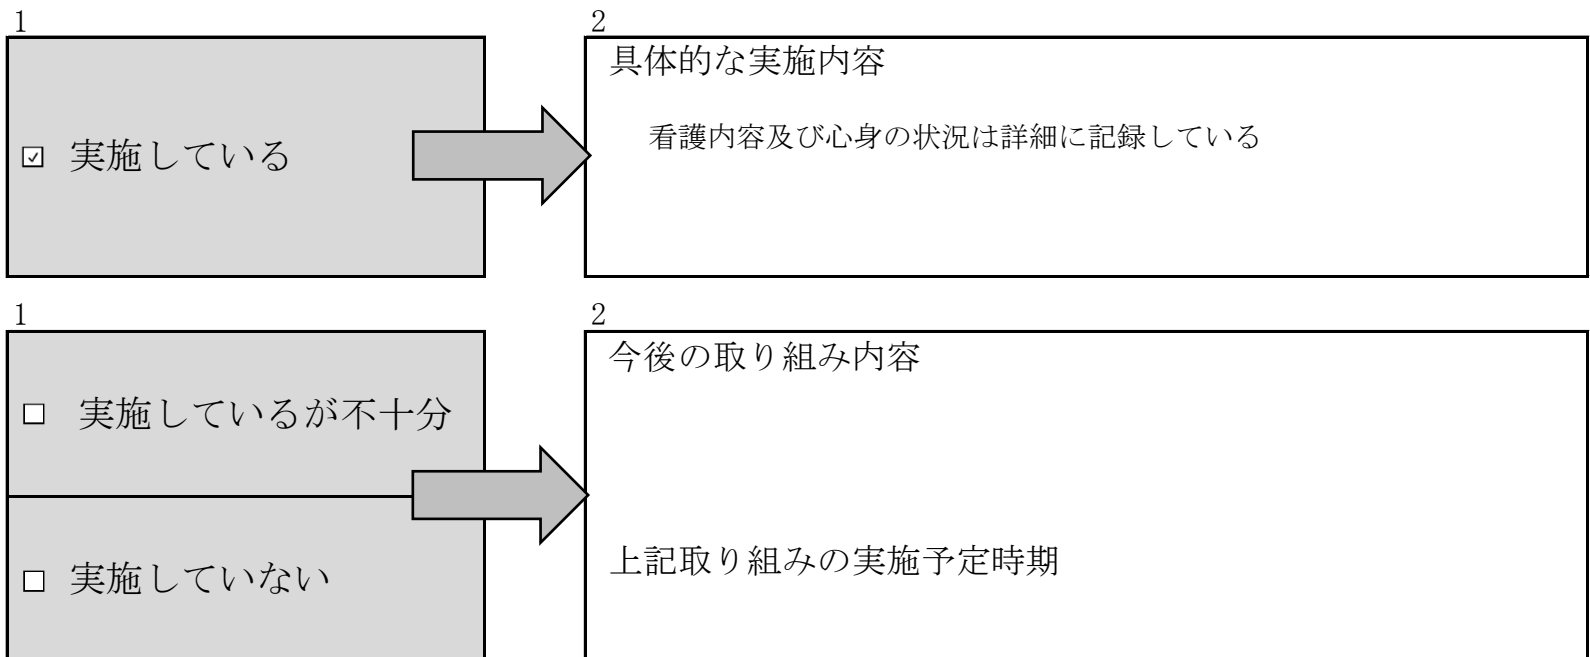 1
2
☑ 実施している
具体的な実施内容
看護内容及び心身の状況は詳細に記録している
1
2
□ 実施しているが不十分
□ 実施していない
今後の取り組み内容
上記取り組みの実施予定時期